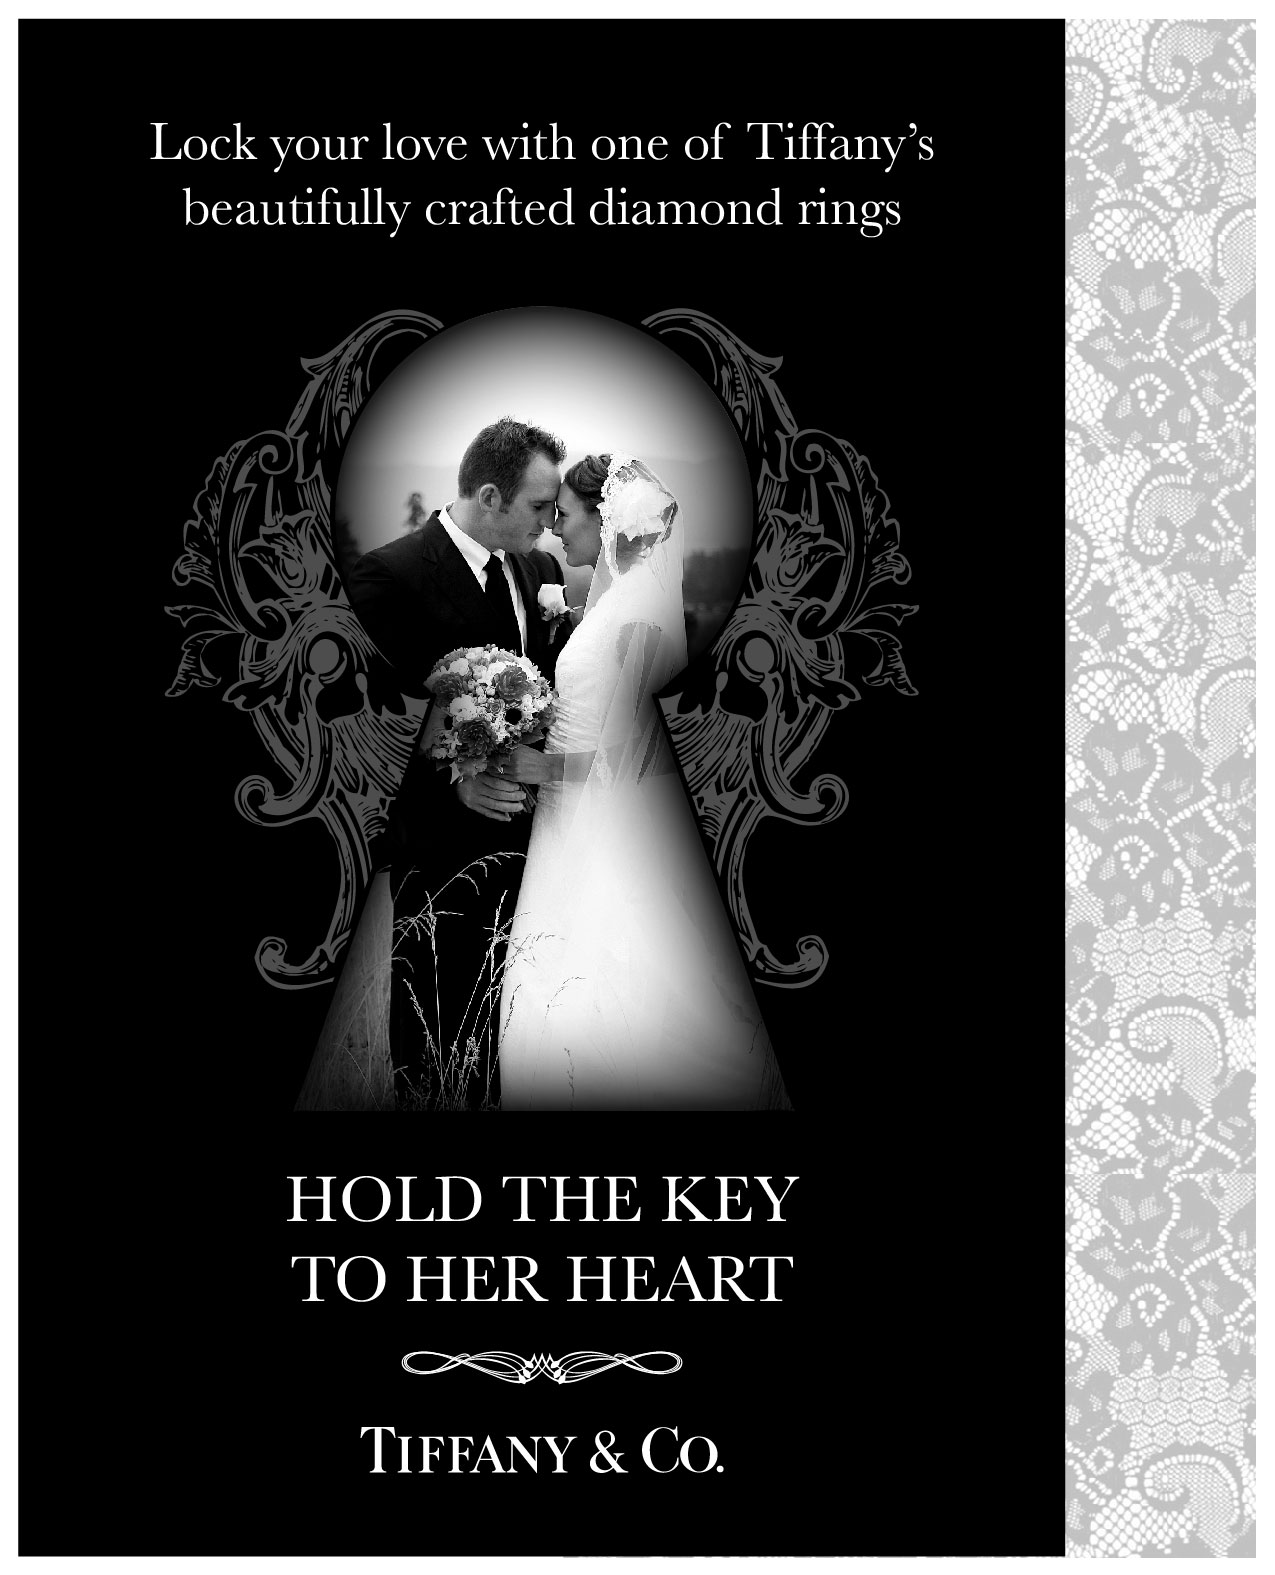 Lock your love with one of Tiffany’s
beautifully crafted diamond rings
HOLD THE KEY
TO HER HEART
TIFFANY & CO.